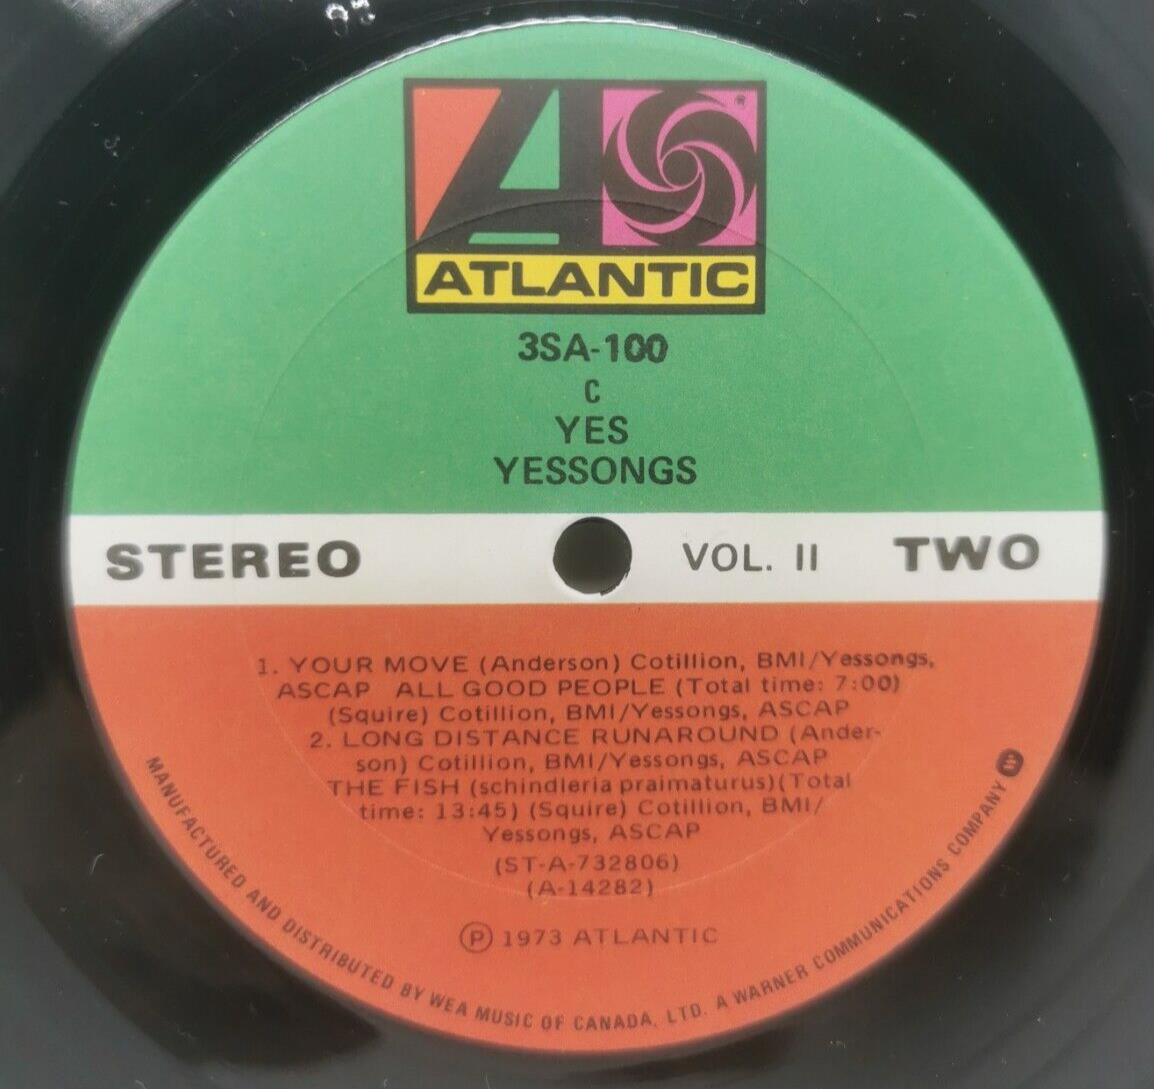 ATLANTIC
3SA-100
C
YES
YESSONGS
STEREO VOL. II TWO
1. YOUR MOVE (Anderson) Cotillion, BMI/Yessongs,
ASCAP ALL GOOD PEOPLE (Total time: 7:00)
(Squire) Cotillion, BMI/Yessongs, ASCAP
2. LONG DISTANCE RUNAROUND (Ander-
son) Cotillion, BMI/Yessongs, ASCAP
THE FISH (schindleria praimaturus)(Total
time: 13:45) (Squire) Cotillion, BMI/
Yessongs, ASCAP
(ST-A-732806)
(A-14282)
Ⓟ 1973 ATLANTIC
MANUFACTURED AND DISTRIBUTED BY WEA MUSIC OF CANADA, LTD. A WARNER COMMUNICATIONS COMPANY